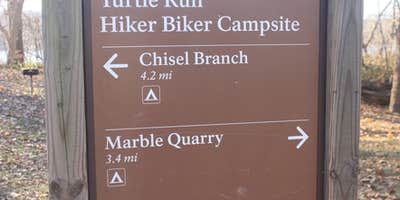 Turtle Run
Hiker Biker Campsite
Chisel Branch
4.2 mi
Marble Quarry
3.4 mi